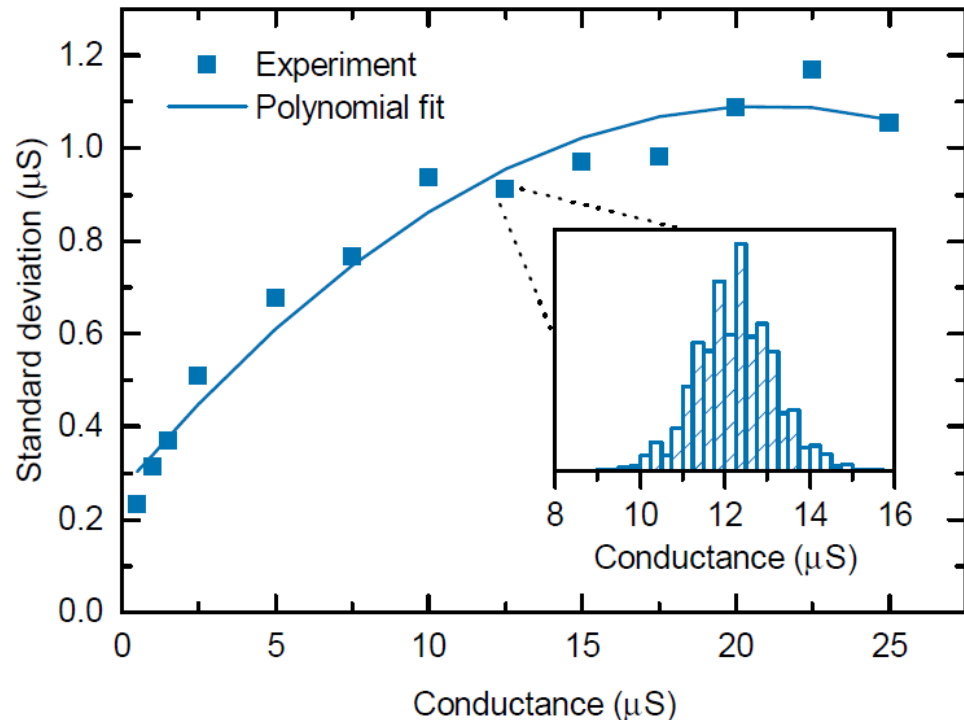 Experiment
Polynomial fit
Standard deviation (μS)
1.2
1.0
0.8
0.6
0.4
0.2
0.0
0 5 10 15 20 25
Conductance (μS)
8 10 12 14 16
Conductance (μS)